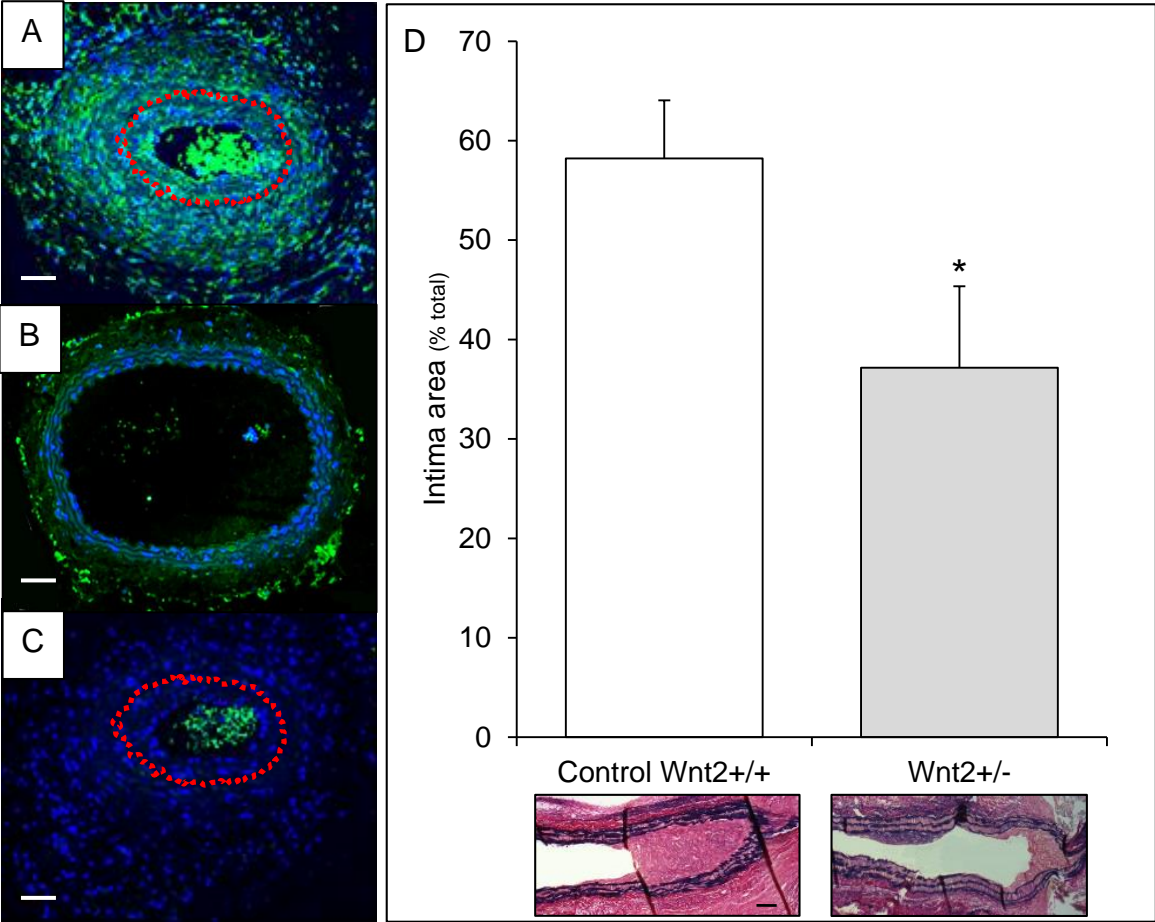 A
B
C
D
70
60
50
40
30
20
10
0
Intima area (% total)
*
Control Wnt2+/+
Wnt2+/-